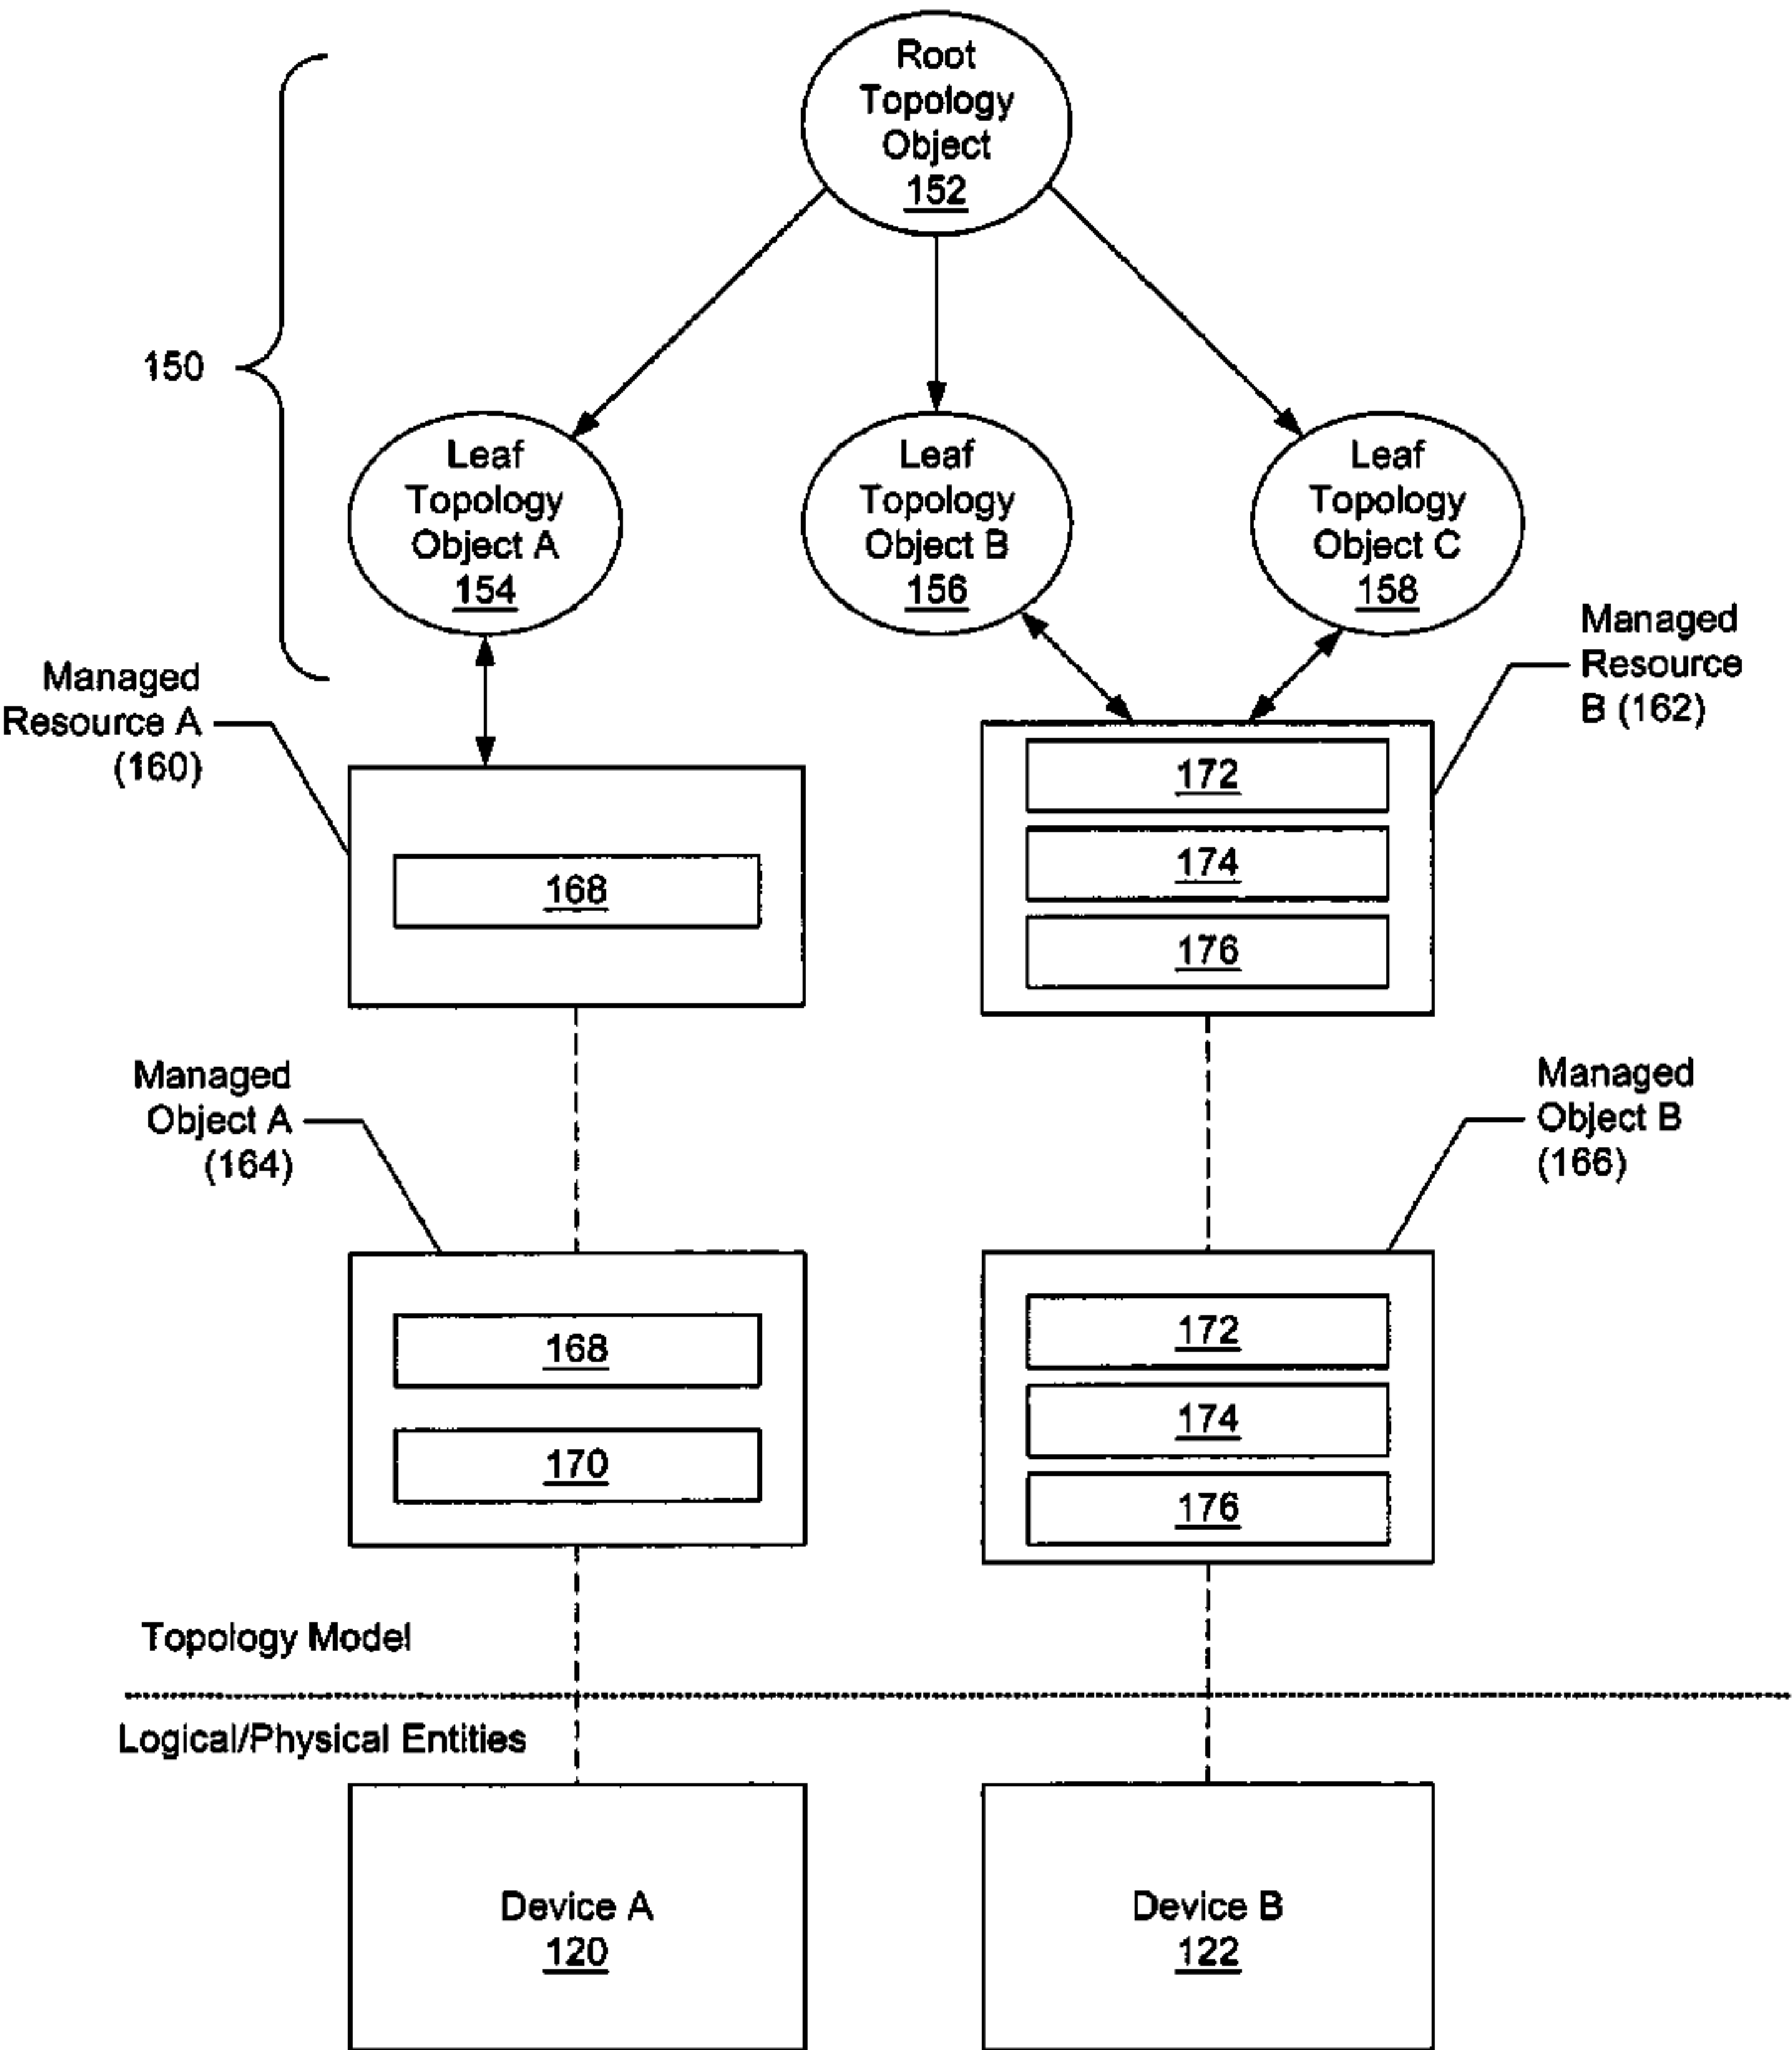 Root
Topology
Object
152
150
Leaf
Topology
Object A
154
Leaf
Topology
Object B
156
Leaf
Topology
Object C
158
Managed
Resource A
(160)
Managed
Resource
B (162)
168
172
174
176
Managed
Object A
(164)
Managed
Object B
(166)
168
170
172
174
176
Topology Model
Logical/Physical Entities
Device A
120
Device B
122